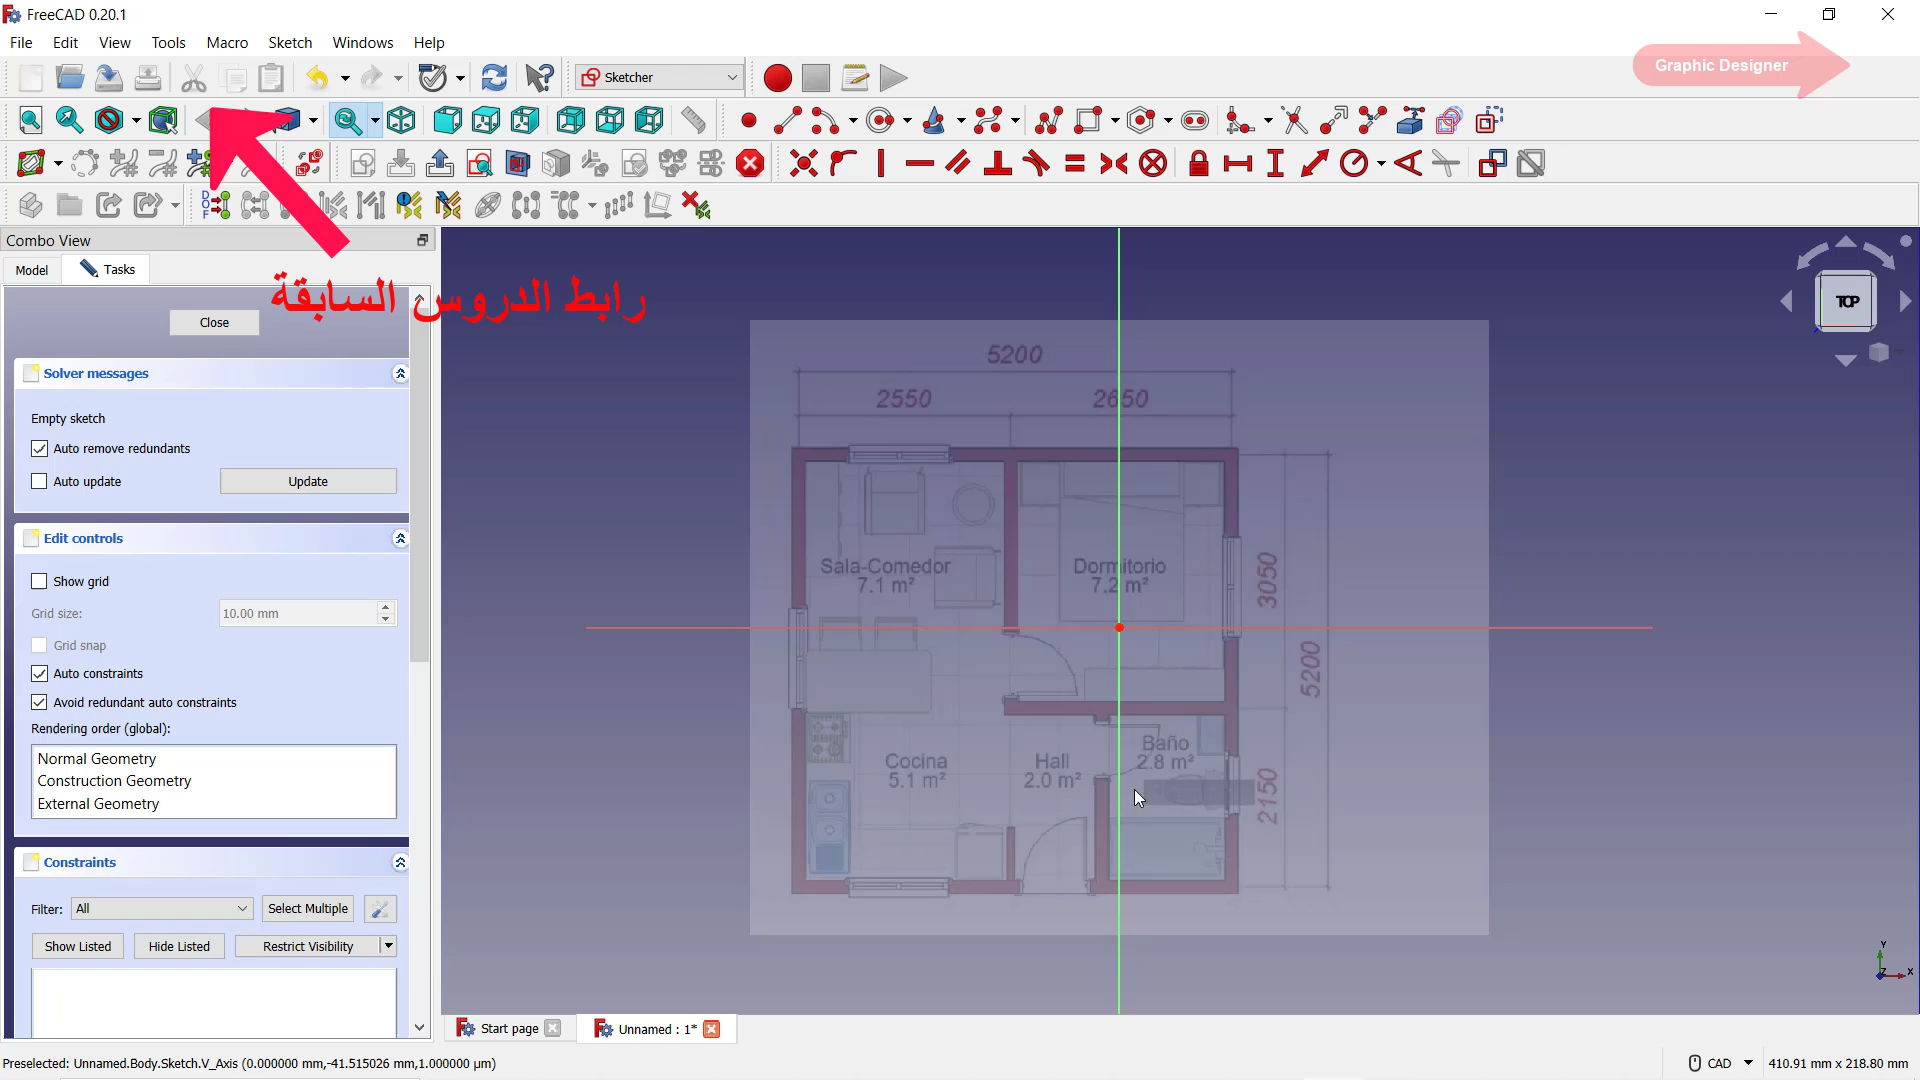 FreeCAD 0.20.1
File Edit View Tools Macro Sketch Windows Help
Sketcher
Graphic Designer
Combo View
Model Tasks
رابط الدروس السابقة
Close
Solver messages
Empty sketch
Auto remove redundants
Auto update Update
Edit controls
Show grid
Grid size: 10.00 mm
Grid snap
Auto constraints
Avoid redundant auto constraints
Rendering order (global):
Normal Geometry
Construction Geometry
External Geometry
Constraints
Filter: All Select Multiple
Show Listed Hide Listed Restrict Visibility
5200
2550 2650
Sala-Comedor
7.1 m²
Dormitorio
7.2 m²
3050
5200
Cocina
5.1 m²
Hall
2.0 m²
Baño
2.8 m²
2150
TOP
Y
Z X
Start page Unnamed : 1*
Preselected: Unnamed.Body.Sketch.V_Axis (0.000000 mm,-41.515026 mm,1.000000 µm)
CAD 410.91 mm x 218.80 mm